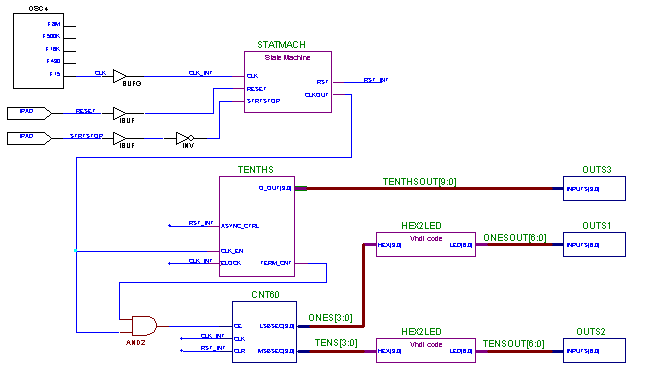 OSC4
F8M
F500K
F16K
F490
F15
CLK
BUFG
CLK_INT
STATMACH
State Machine
CLK
RESET
STRTSTOP
RST
CLKOUT
RST_INT
IPAD
RESET
IBUF
IPAD
STRTSTOP
IBUF
INV
TENTHS
Q_OUT[9:0]
ASYNC_CTRL
CLK_EN
CLOCK
TERM_CNT
RST_INT
CLK_INT
TENTHSOUT[9:0]
OUTS3
INPUTS[9:0]
HEX2LED
Vhdl code
HEX[3:0]
LED[6:0]
ONESOUT[6:0]
OUTS1
INPUTS[6:0]
AND2
CNT60
CE
CLK
CLR
LSBSEC[3:0]
MSBSEC[3:0]
CLK_INT
RST_INT
ONES[3:0]
TENS[3:0]
HEX2LED
Vhdl code
HEX[3:0]
LED[6:0]
TENSOUT[6:0]
OUTS2
INPUTS[6:0]